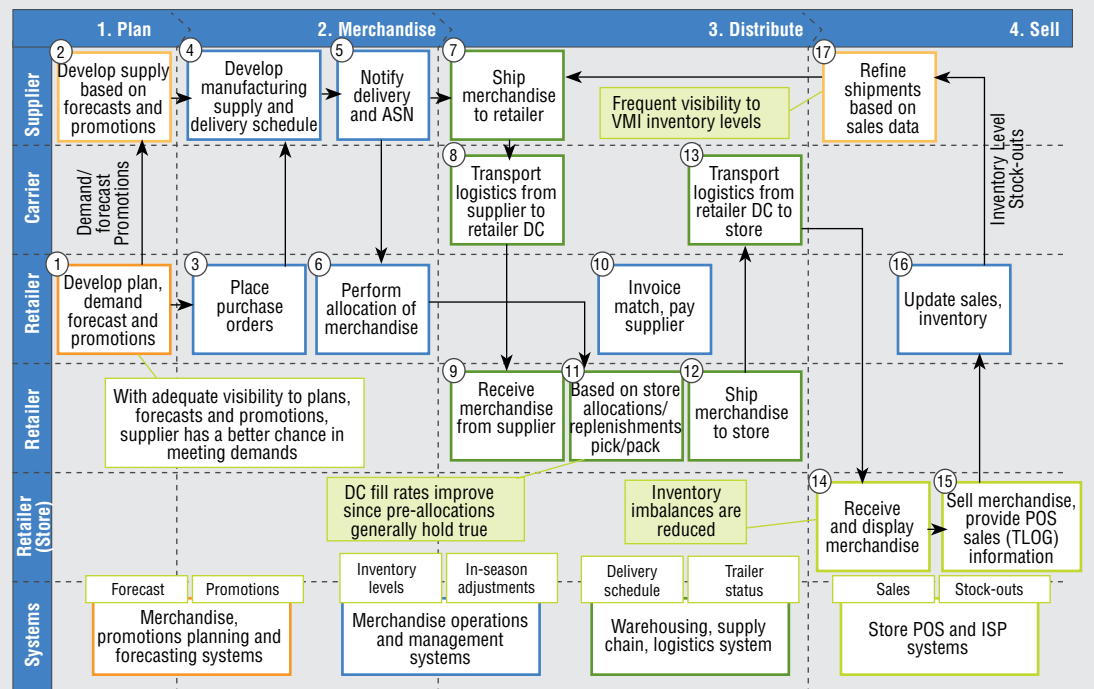 1. Plan
2. Merchandise
3. Distribute
4. Sell
Supplier
2
Develop supply
based on
forecasts and
promotions
4
Develop
manufacturing
supply and
delivery schedule
5
Notify
delivery
and ASN
7
Ship
merchandise
to retailer
Frequent visibility to
VMI inventory levels
17
Refine
shipments
based on
sales data
Carrier
Demand/
forecast
Promotions
8
Transport
logistics from
supplier to
retailer DC
13
Transport
logistics from
retailer DC to
store
Inventory Level
Stock-outs
Retailer
1
Develop plan,
demand
forecast and
promotions
3
Place
purchase
orders
6
Perform
allocation of
merchandise
10
Invoice
match, pay
supplier
16
Update sales,
inventory
Retailer
With adequate visibility to plans,
forecasts and promotions,
supplier has a better chance in
meeting demands
9
Receive
merchandise
from supplier
11
Based on store
allocations/
replenishments
pick/pack
12
Ship
merchandise
to store
Retailer
(Store)
DC fill rates improve
since pre-allocations
generally hold true
Inventory
imbalances are
reduced
14
Receive
and display
merchandise
15
Sell merchandise,
provide POS
sales (TLOG)
information
Systems
Forecast
Promotions
Merchandise,
promotions planning and
forecasting systems
Inventory
levels
In-season
adjustments
Merchandise operations
and management
systems
Delivery
schedule
Trailer
status
Warehousing, supply
chain, logistics system
Sales
Stock-outs
Store POS and ISP
systems